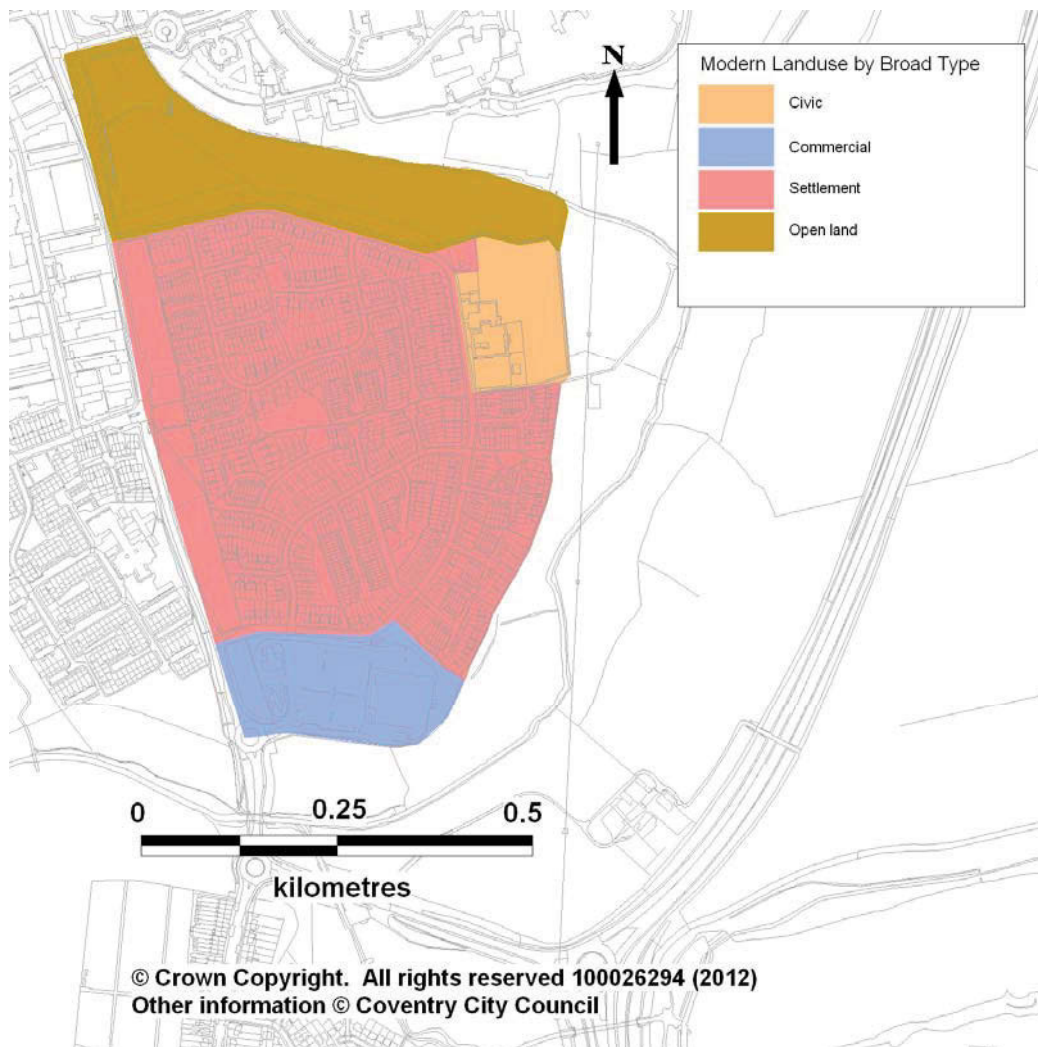 N
Modern Landuse by Broad Type
Civic
Commercial
Settlement
Open land
0 0.25 0.5
kilometres
© Crown Copyright. All rights reserved 100026294 (2012)
Other information © Coventry City Council